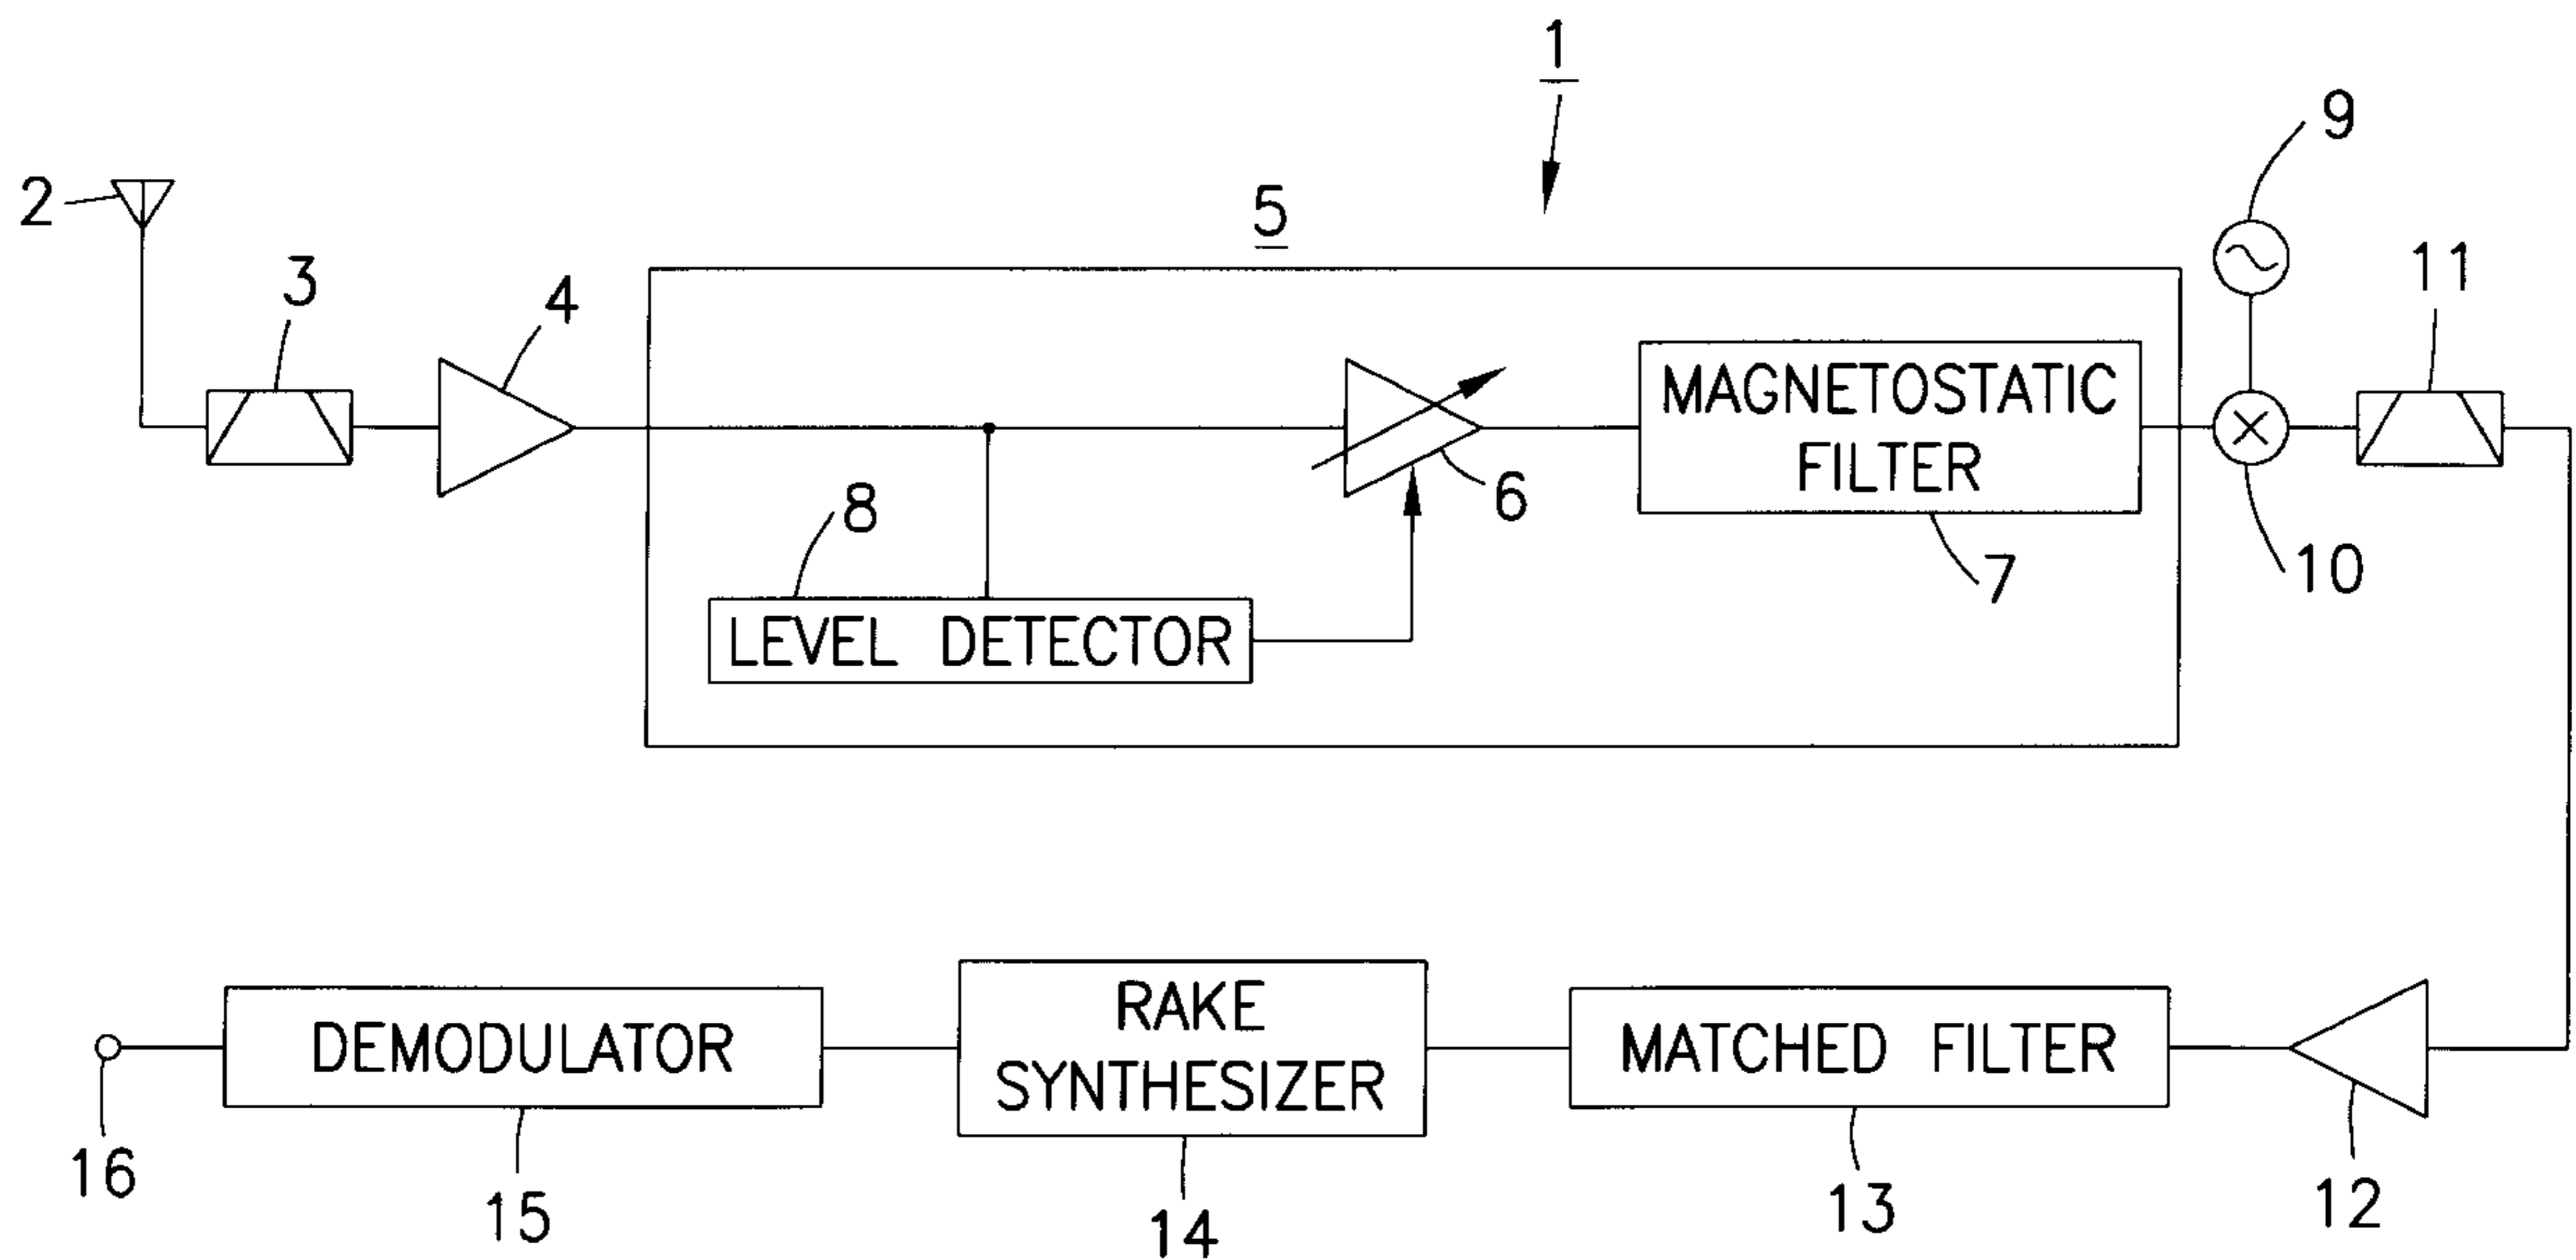 1
9
2
5
3
4
11
MAGNETOSTATIC
FILTER
6
8
10
7
LEVEL DETECTOR
RAKE
SYNTHESIZER
DEMODULATOR
MATCHED FILTER
16
15
14
13
12